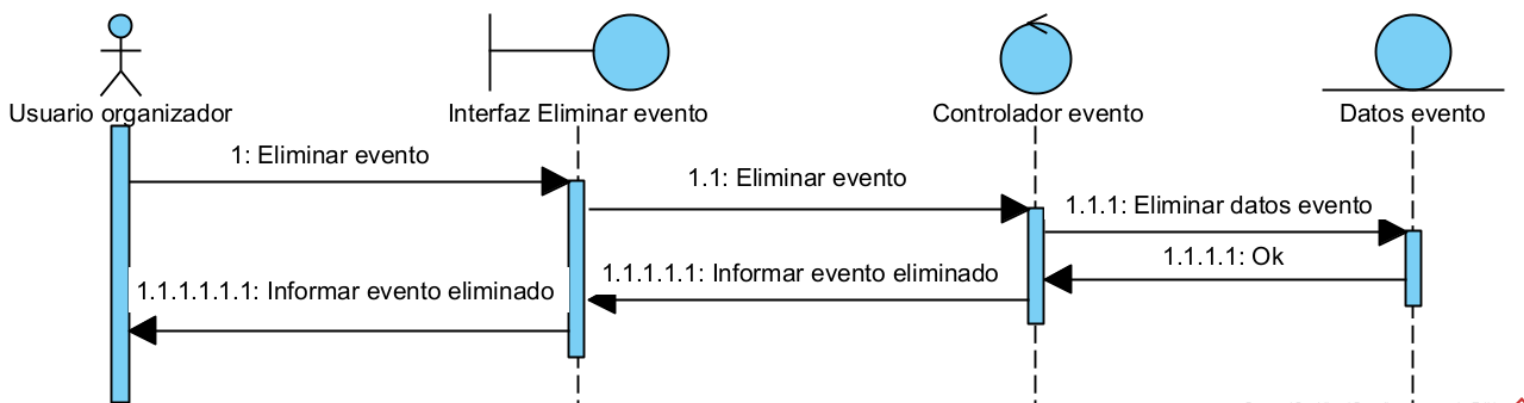 Usuario organizador
Interfaz Eliminar evento
Controlador evento
Datos evento
1: Eliminar evento
1.1: Eliminar evento
1.1.1: Eliminar datos evento
1.1.1.1: Ok
1.1.1.1.1: Informar evento eliminado
1.1.1.1.1.1: Informar evento eliminado